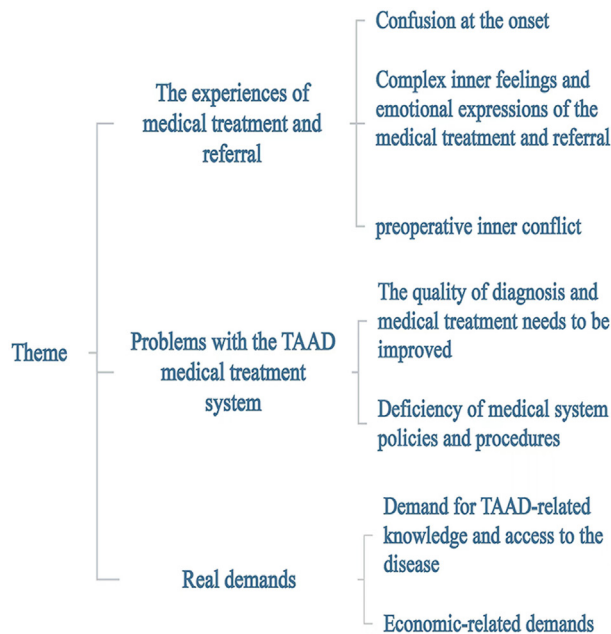 Theme
The experiences of
medical treatment and
referral
Confusion at the onset
Complex inner feelings and
emotional expressions of the
medical treatment and referral
preoperative inner conflict
Problems with the TAAD
medical treatment
system
The quality of diagnosis and
medical treatment needs to be
improved
Deficiency of medical system
policies and procedures
Real demands
Demand for TAAD-related
knowledge and access to the
disease
Economic-related demands